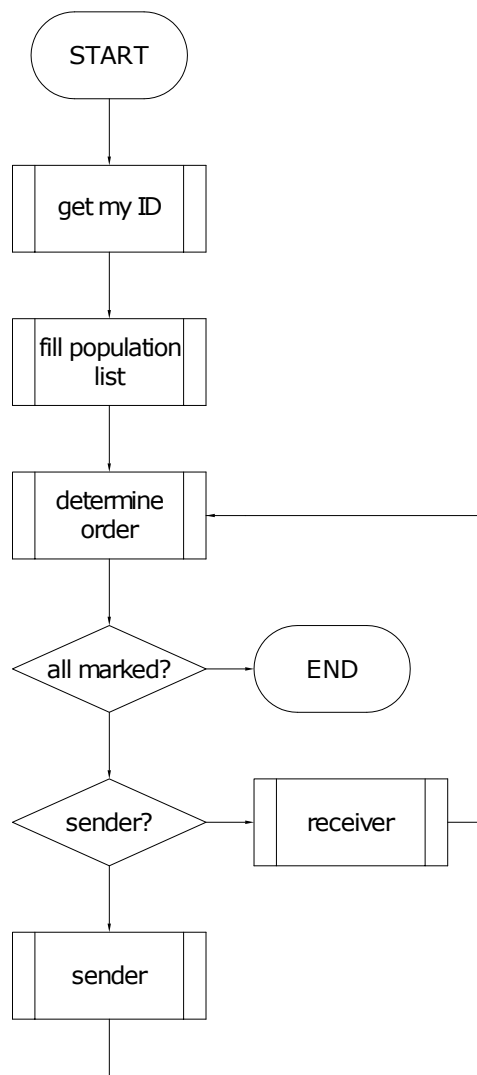 START
get my ID
fill population
list
determine
order
all marked?
END
sender?
receiver
sender